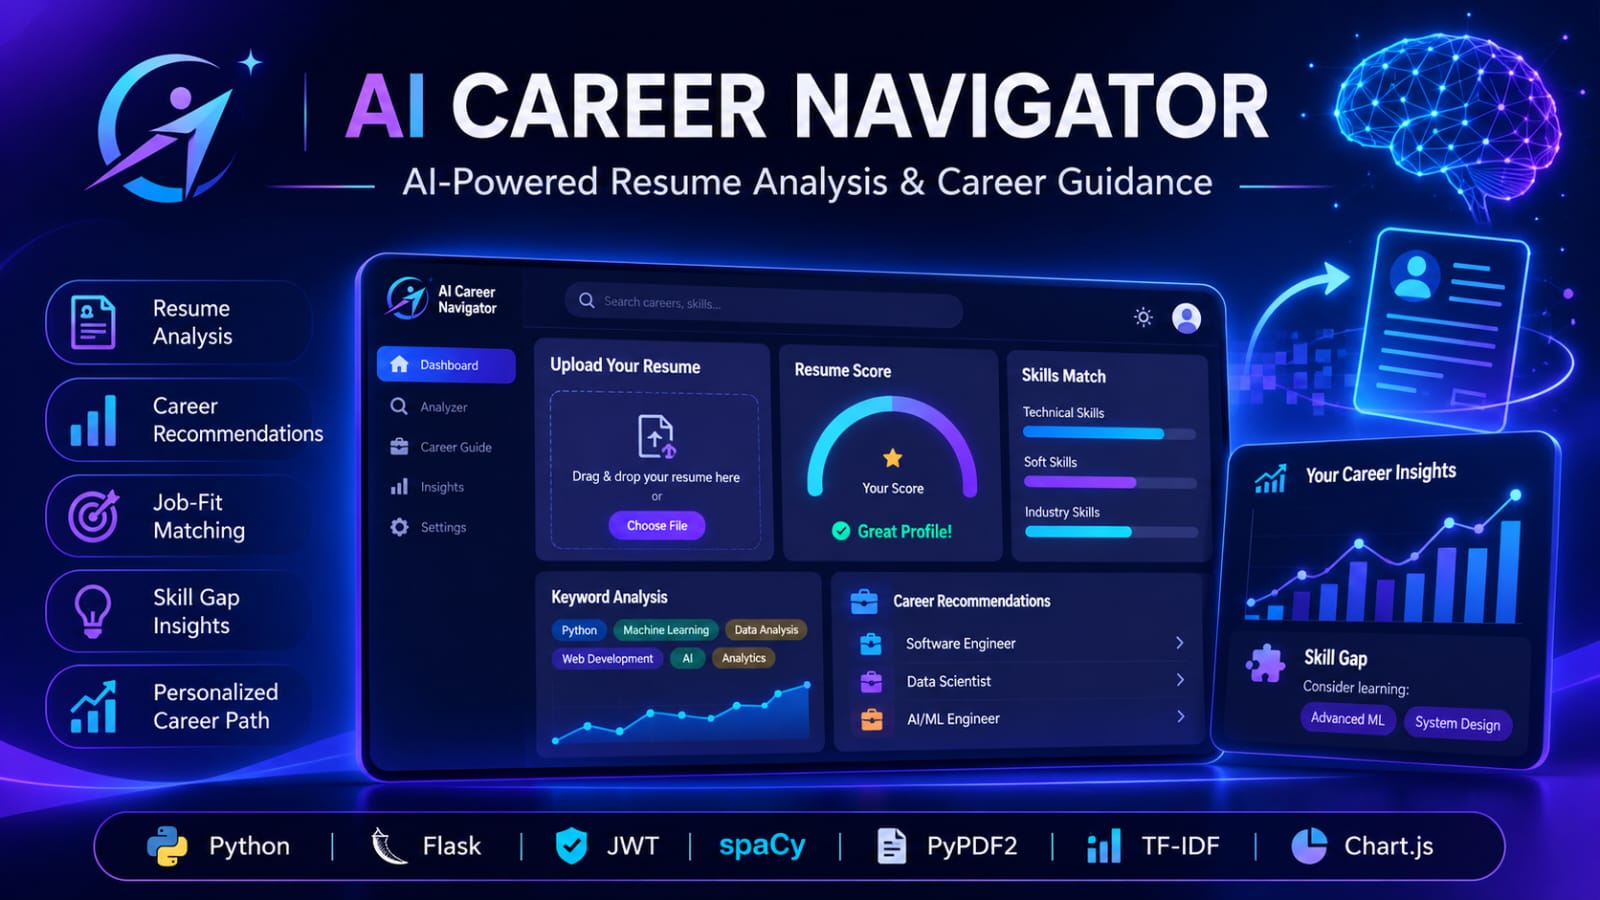 AI CAREER NAVIGATOR
AI-Powered Resume Analysis & Career Guidance
Resume
Analysis
Career
Recommendations
Job-Fit
Matching
Skill Gap
Insights
Personalized
Career Path
AI Career
Navigator
Search careers, skills...
Dashboard
Analyzer
Career Guide
Insights
Settings
Upload Your Resume
Drag & drop your resume here
or
Choose File
Resume Score
Your Score
Great Profile!
Skills Match
Technical Skills
Soft Skills
Industry Skills
Keyword Analysis
Python Machine Learning Data Analysis
Web Development AI Analytics
Career Recommendations
Software Engineer
Data Scientist
AI/ML Engineer
Your Career Insights
Skill Gap
Consider learning:
Advanced ML System Design
Python | Flask | JWT | spaCy | PyPDF2 | TF-IDF | Chart.js